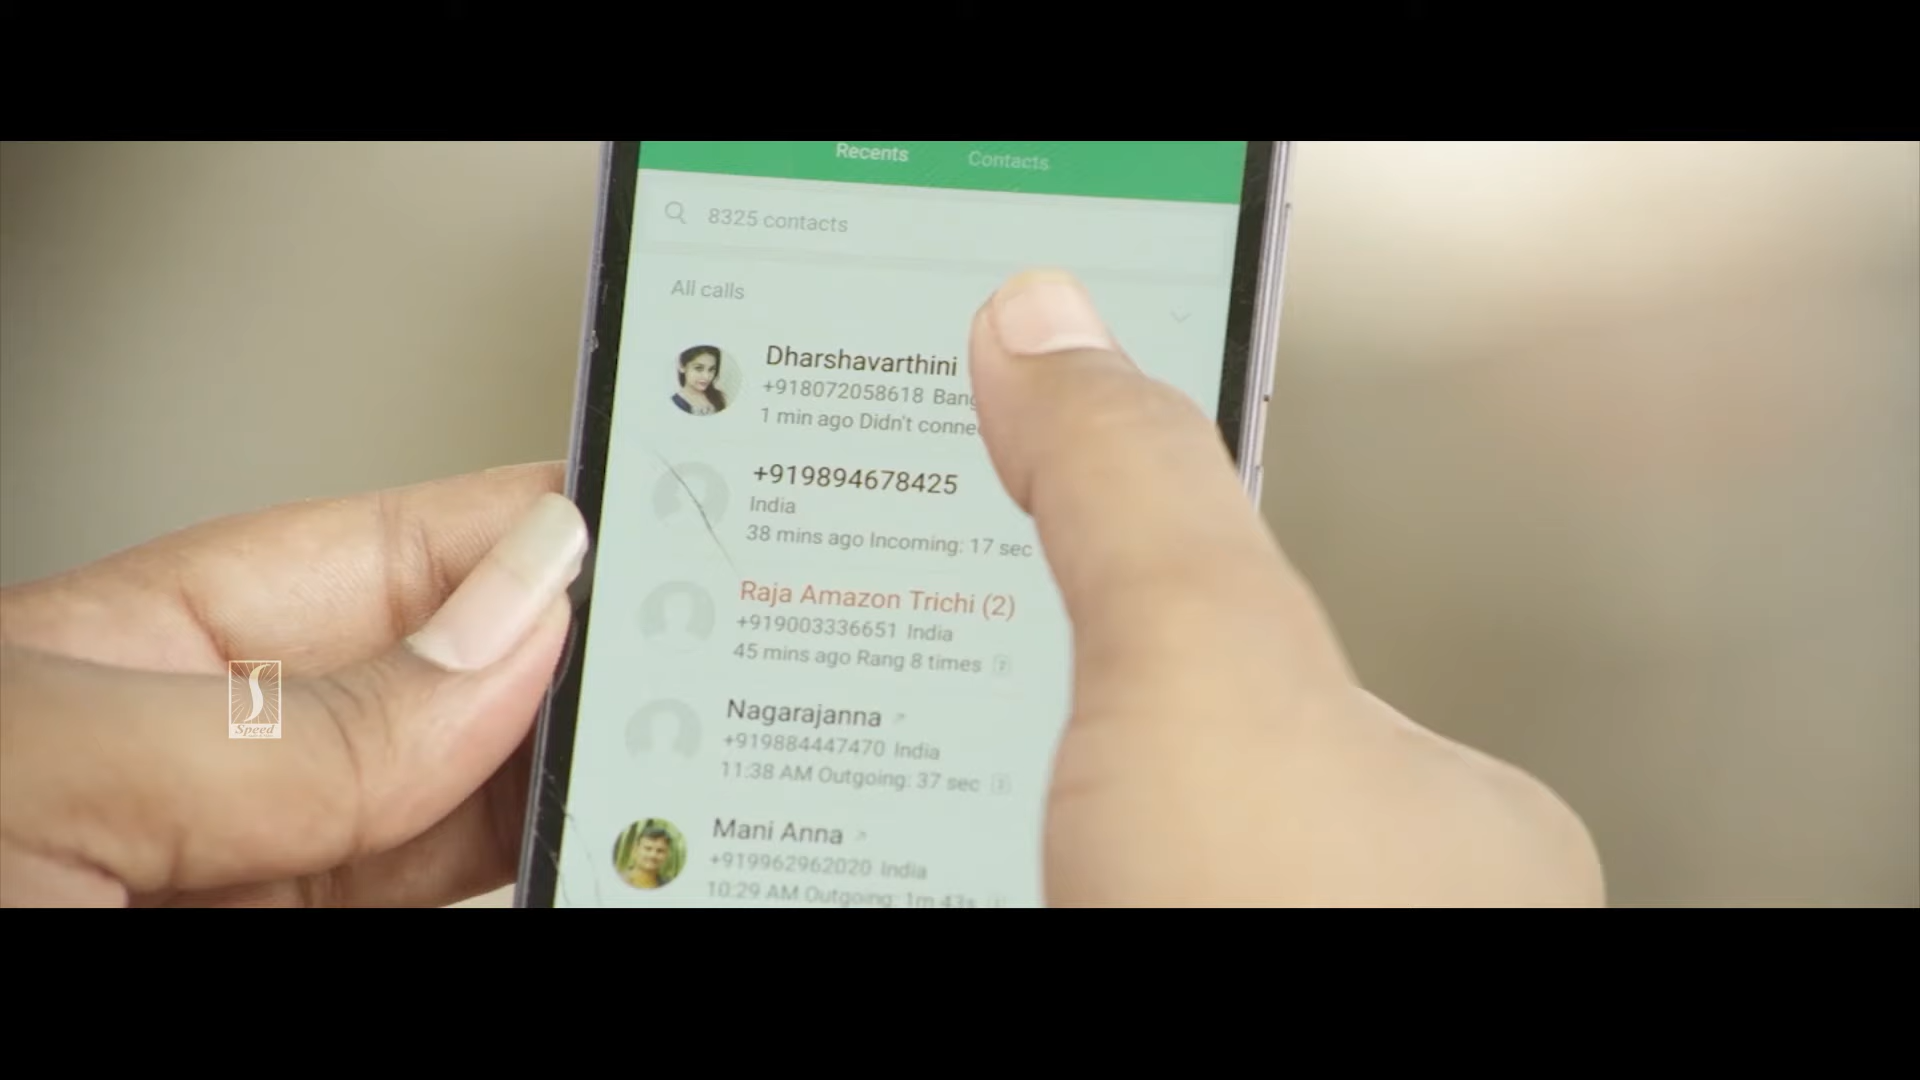 Recents Contacts
8325 contacts
All calls
Dharshavarthini
+918072058618
1 min ago Didn't
+919894678425
India
38 mins ago Incoming: 17 sec
Raja Amazon Trichi (2)
+919003336651 India
45 mins ago Rang 8 times
Nagarajanna
+919884447470 India
11:38 AM Outgoing: 37 sec
Mani Anna
+919962962020 India
10:29 AM Outgoing: 1m 43s
Speed